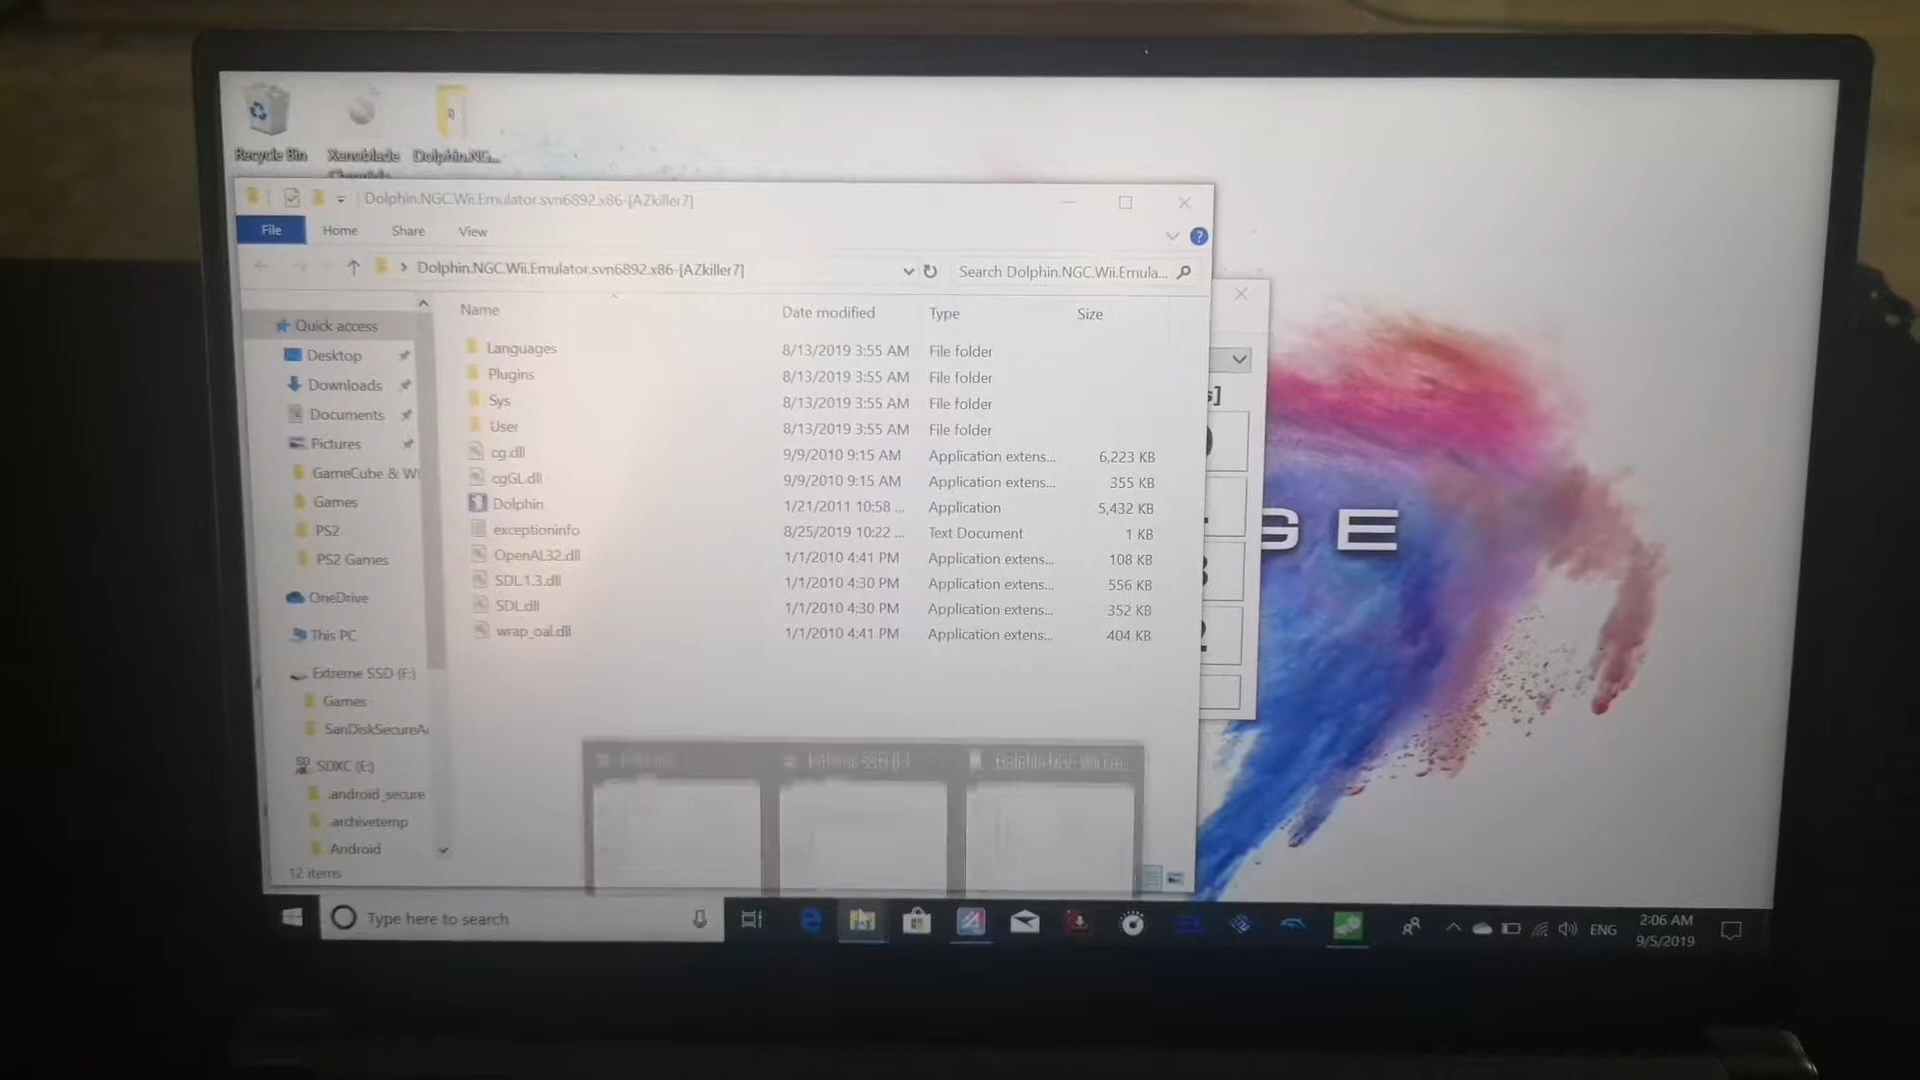 Recycle Bin
Xenoblade
Dolphin.NG...
Dolphin.NGC.Wii.Emulator.svn6892.x86-[AZkiller7]
File
Home
Share
View
?
Dolphin.NGC.Wii.Emulator.svn6892.x86-[AZkiller7]
Search Dolphin.NGC.Wii.Emula...
Name
Date modified
Type
Size
Languages 8/13/2019 3:55 AM File folder
Plugins 8/13/2019 3:55 AM File folder
Sys 8/13/2019 3:55 AM File folder
User 8/13/2019 3:55 AM File folder
cg.dll 9/9/2010 9:15 AM Application extens... 6,223 KB
cgGL.dll 9/9/2010 9:15 AM Application extens... 355 KB
Dolphin 1/21/2011 10:58 ... Application 5,432 KB
exceptioninfo 8/25/2019 10:22 ... Text Document 1 KB
OpenAL32.dll 1/1/2010 4:41 PM Application extens... 108 KB
SDL1.3.dll 1/1/2010 4:30 PM Application extens... 556 KB
SDL.dll 1/1/2010 4:30 PM Application extens... 352 KB
wrap_oal.dll 1/1/2010 4:41 PM Application extens... 404 KB
Quick access
Desktop
Downloads
Documents
Pictures
GameCube & Wi
Games
PS2
PS2 Games
OneDrive
This PC
Extreme SSD (F:)
Games
SanDiskSecureA
SDXC (E:)
.android_secure
.archivetemp
Android
12 items
s]
GE
Type here to search
ENG
2:06 AM
9/5/2019